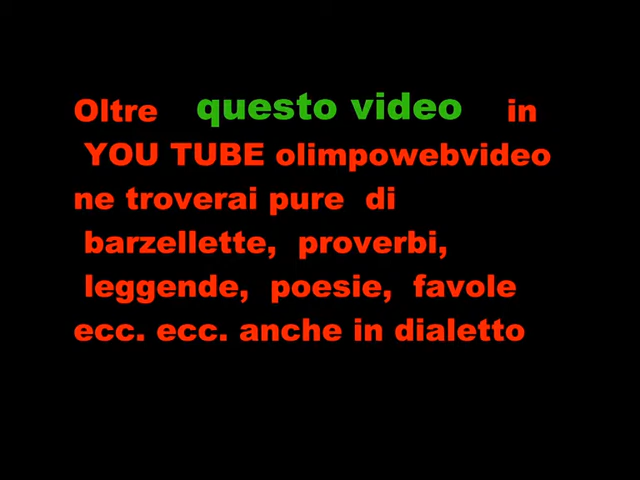 Oltre questo video in
YOU TUBE olimpowebvideo
ne troverai pure di
barzellette, proverbi,
leggende, poesie, favole
ecc. ecc. anche in dialetto